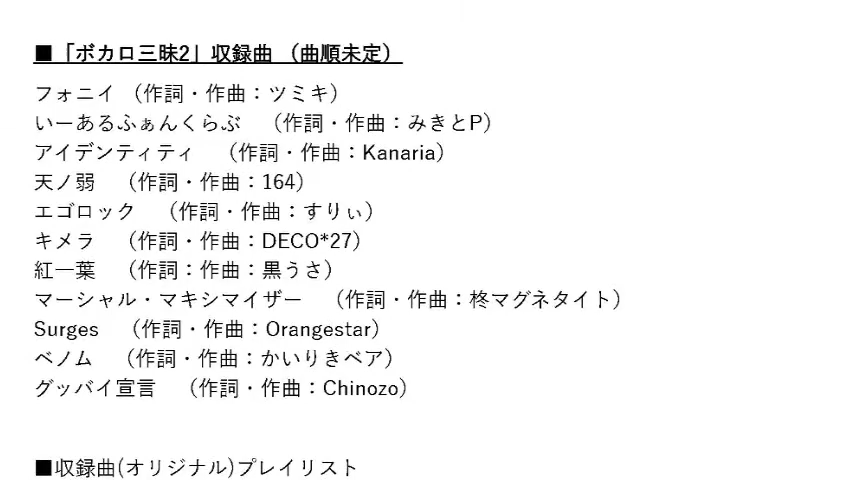 ■「ボカロ三昧2」収録曲 （曲順未定）
フォニイ （作詞・作曲：ツミキ）
いーあるふぁんくらぶ （作詞・作曲：みきとP）
アイデンティティ （作詞・作曲：Kanaria）
天ノ弱 （作詞・作曲：164）
エゴロック （作詞・作曲：すりぃ）
キメラ （作詞・作曲：DECO*27）
紅一葉 （作詞：作曲：黒うさ）
マーシャル・マキシマイザー （作詞・作曲：柊マグネタイト）
Surges （作詞・作曲：Orangestar）
ベノム （作詞・作曲：かいりきベア）
グッバイ宣言 （作詞・作曲：Chinozo）
■収録曲(オリジナル)プレイリスト